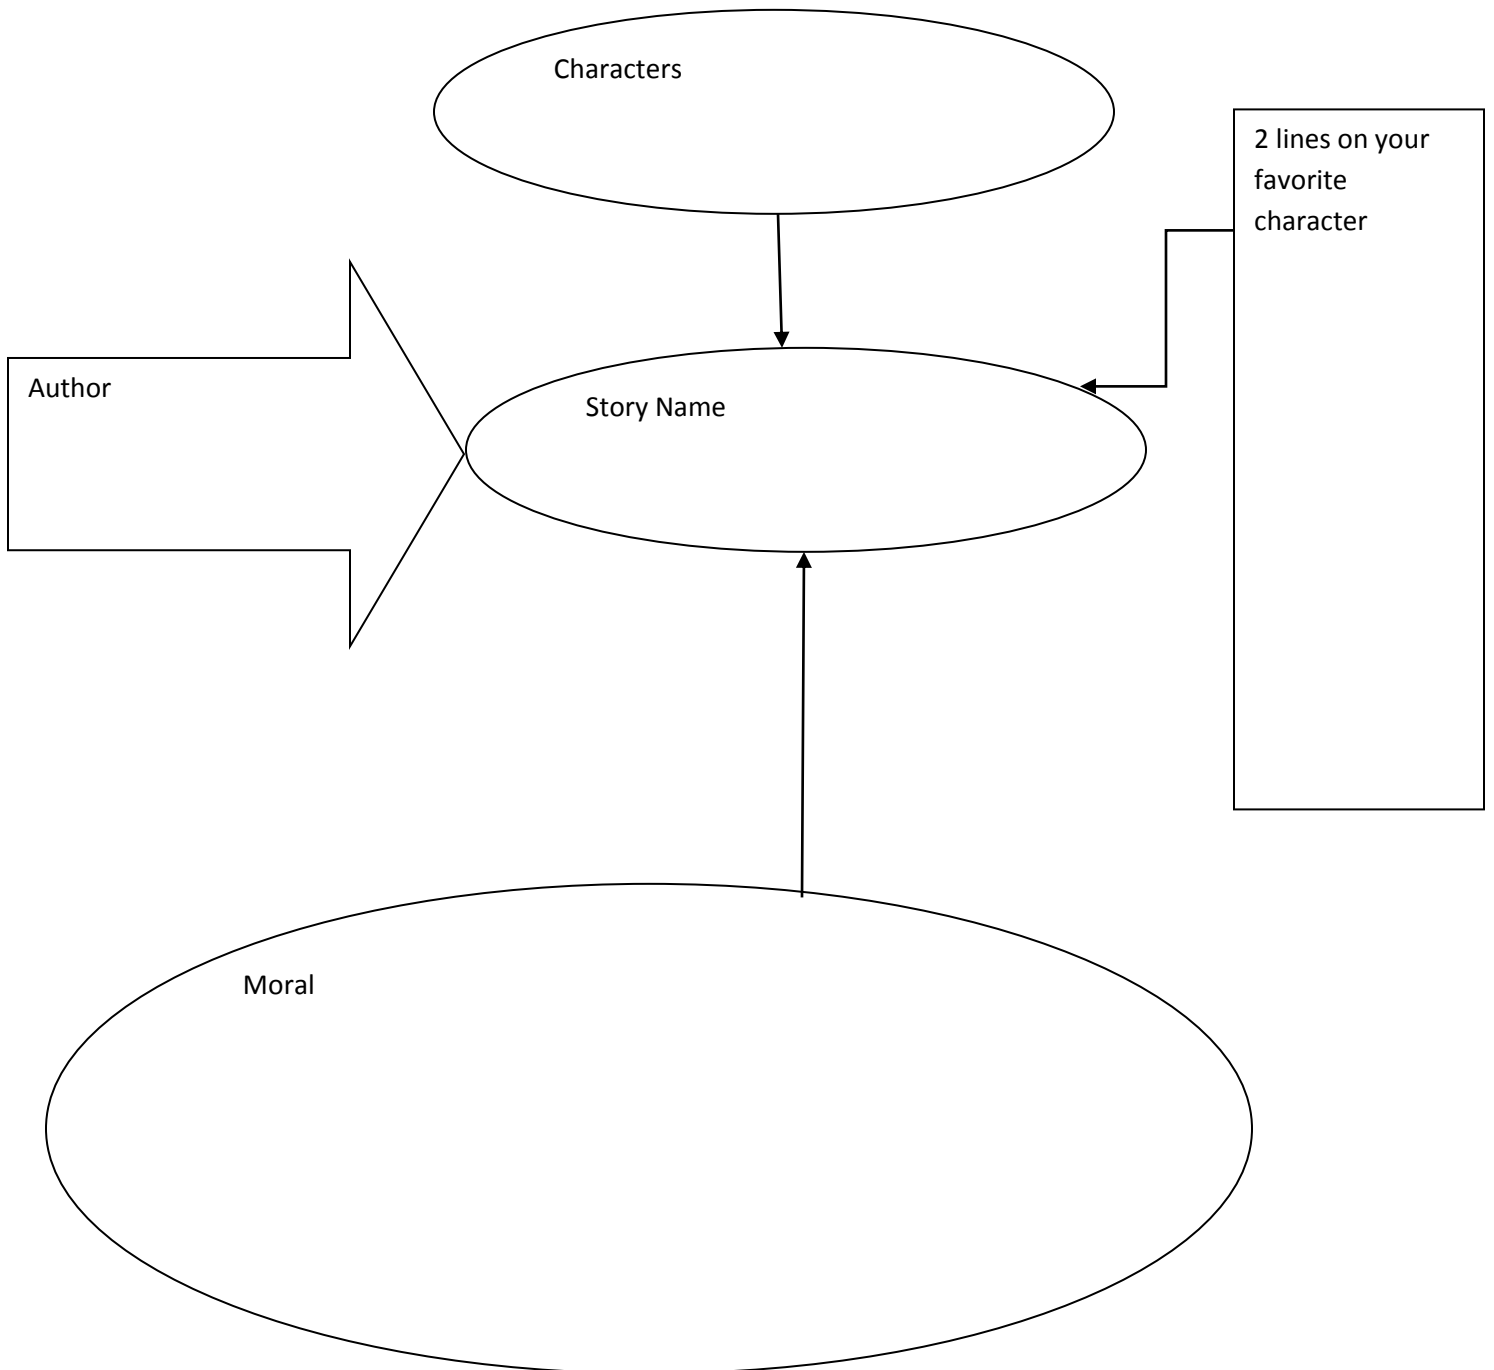 Characters
2 lines on your
favorite
character
Author
Story Name
Moral